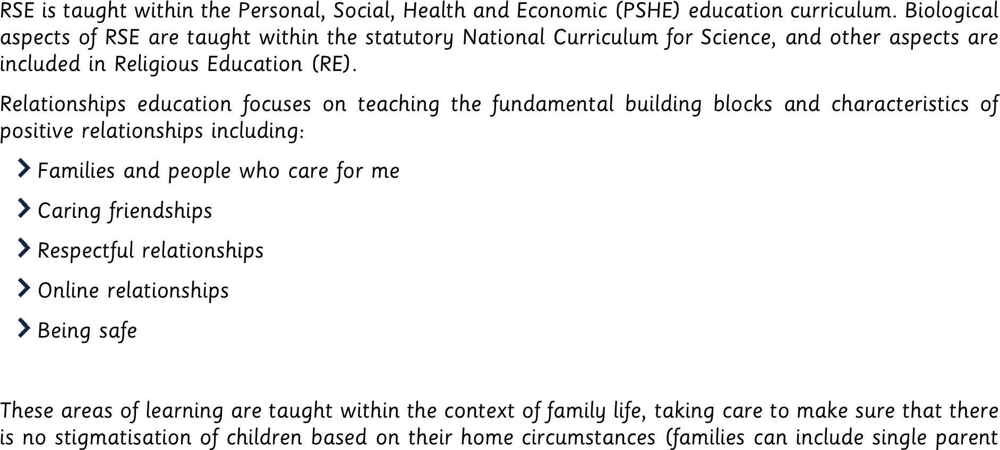 RSE is taught within the Personal, Social, Health and Economic (PSHE) education curriculum. Biological
aspects of RSE are taught within the statutory National Curriculum for Science, and other aspects are
included in Religious Education (RE).
Relationships education focuses on teaching the fundamental building blocks and characteristics of
positive relationships including:
Families and people who care for me
Caring friendships
Respectful relationships
Online relationships
Being safe
These areas of learning are taught within the context of family life, taking care to make sure that there
is no stigmatisation of children based on their home circumstances (families can include single parent